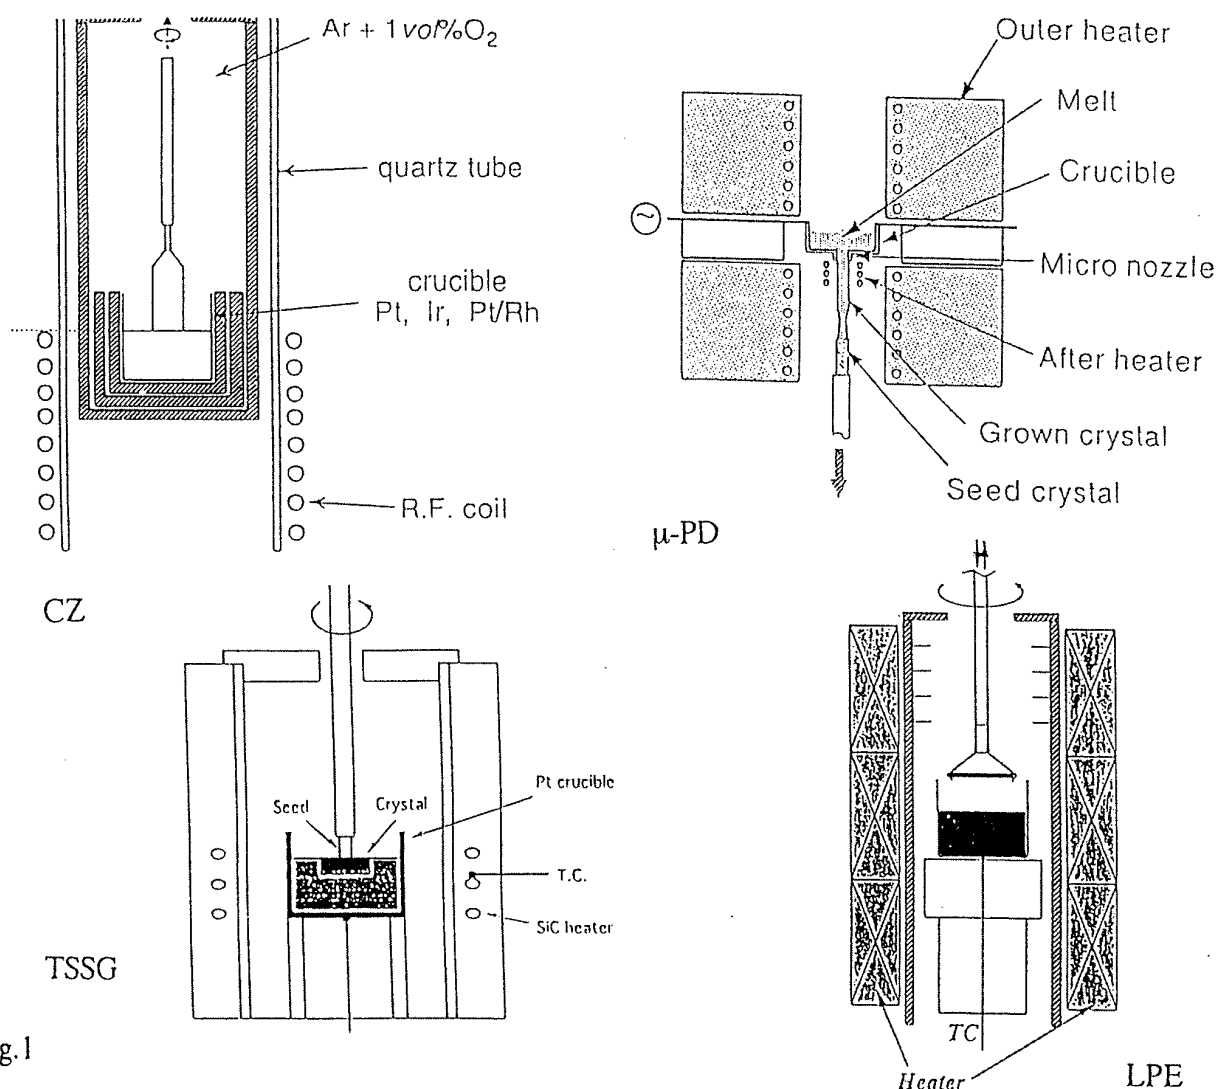 Ar + 1vol%O2
quartz tube
crucible
Pt, Ir, Pt/Rh
R.F. coil
CZ
Outer heater
Melt
Crucible
Micro nozzle
After heater
Grown crystal
Seed crystal
μ-PD
Seed
Crystal
Pt crucible
T.C.
SiC heater
TSSG
g.1
TC
Heater
LPE